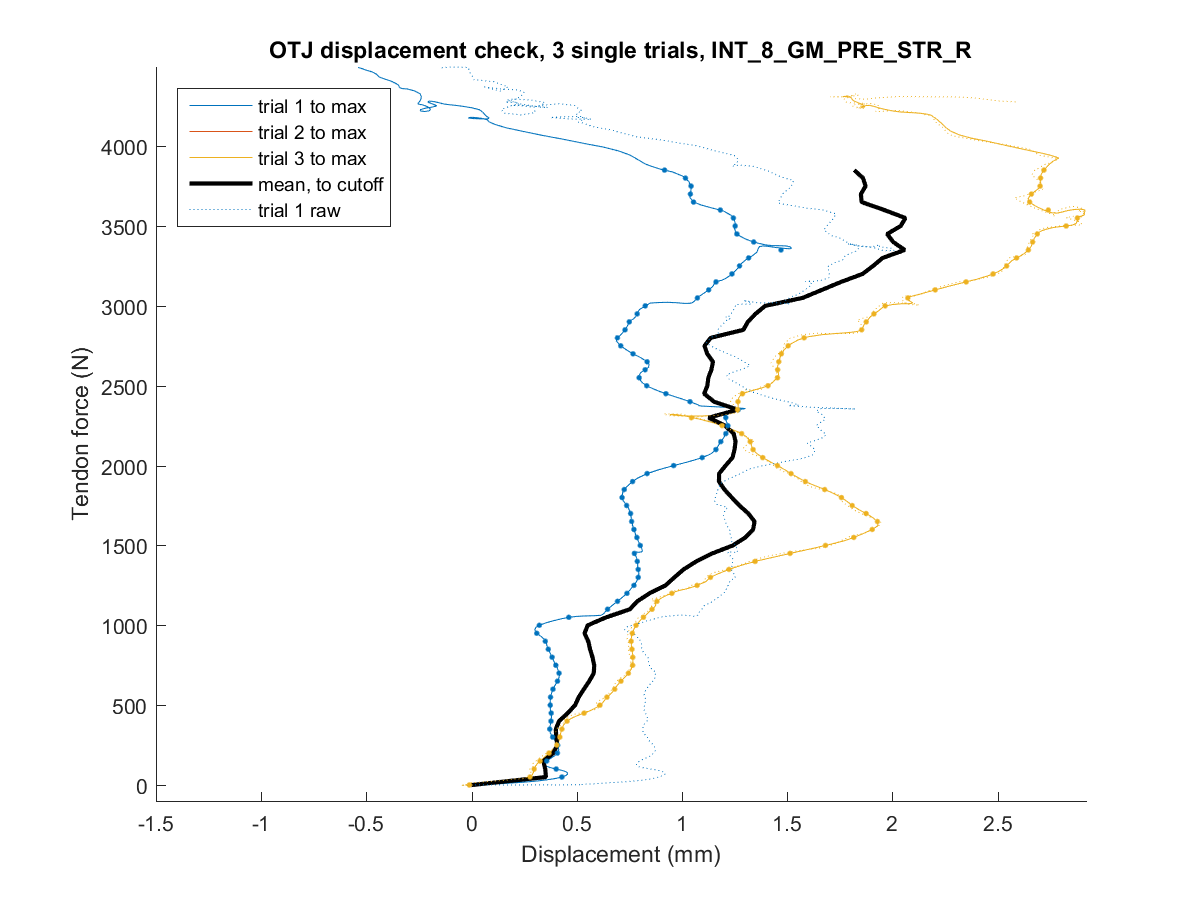 OTJ displacement check, 3 single trials, INT_8_GM_PRE_STR_R
trial 1 to max
trial 2 to max
trial 3 to max
mean, to cutoff
trial 1 raw
4000
3500
3000
2500
2000
1500
1000
500
0
Tendon force (N)
-1.5
-1
-0.5
0
0.5
1
1.5
2
2.5
Displacement (mm)